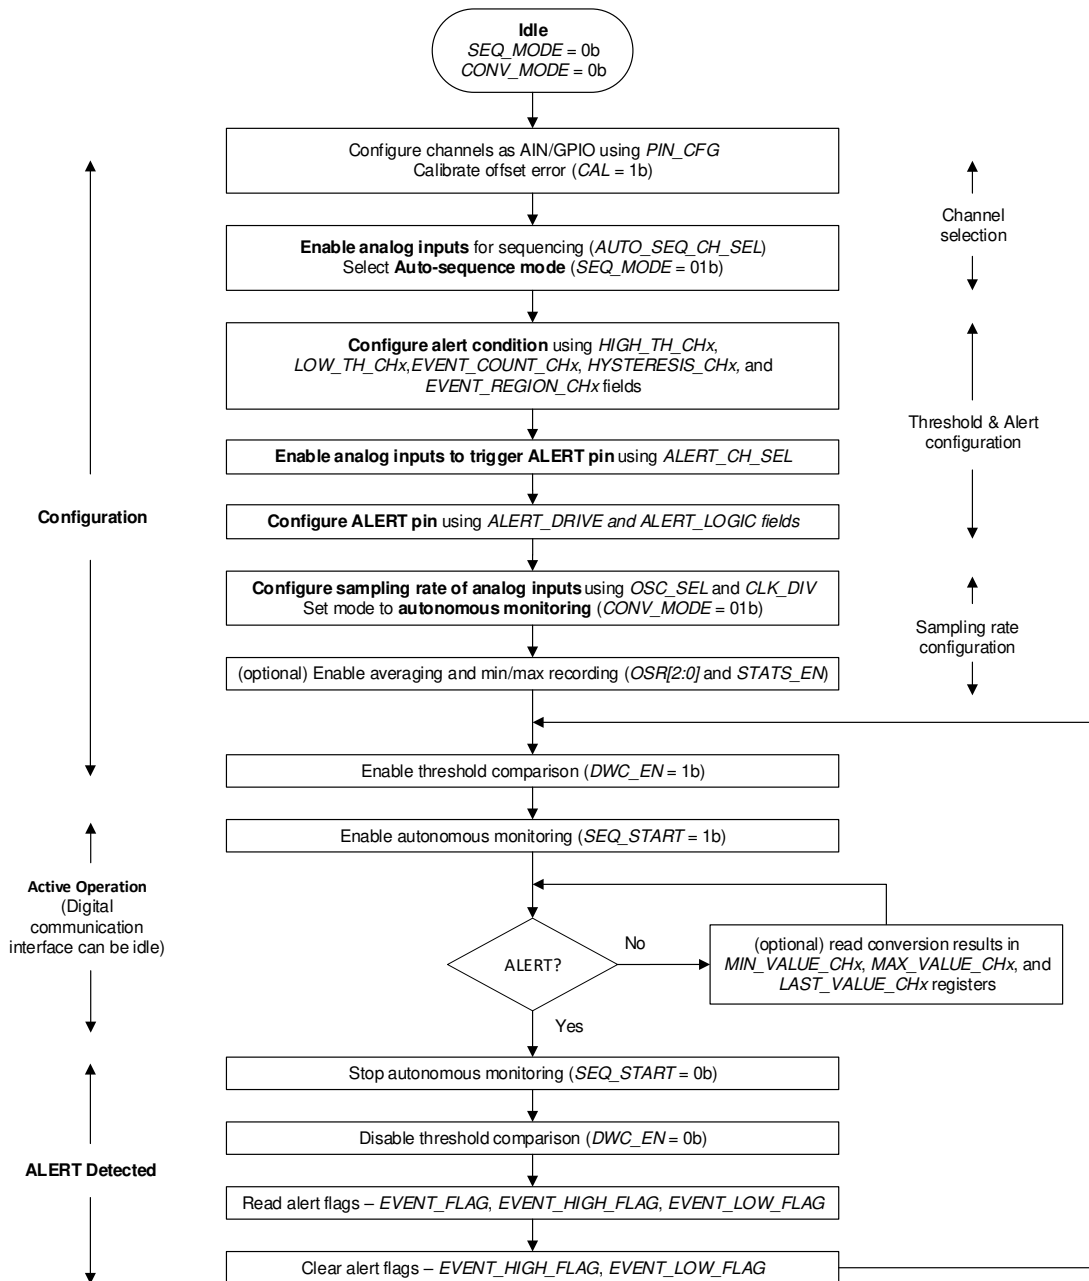 Idle
SEQ_MODE = 0b
CONV_MODE = 0b
Configure channels as AIN/GPIO using PIN_CFG
Calibrate offset error (CAL = 1b)
Channel
selection
Enable analog inputs for sequencing (AUTO_SEQ_CH_SEL)
Select Auto-sequence mode (SEQ_MODE = 01b)
Configure alert condition using HIGH_TH_CHx,
LOW_TH_CHx,EVENT_COUNT_CHx, HYSTERESIS_CHx, and
EVENT_REGION_CHx fields
Threshold & Alert
configuration
Enable analog inputs to trigger ALERT pin using ALERT_CH_SEL
Configuration
Configure ALERT pin using ALERT_DRIVE and ALERT_LOGIC fields
Configure sampling rate of analog inputs using OSC_SEL and CLK_DIV
Set mode to autonomous monitoring (CONV_MODE = 01b)
Sampling rate
configuration
(optional) Enable averaging and min/max recording (OSR[2:0] and STATS_EN)
Enable threshold comparison (DWC_EN = 1b)
Enable autonomous monitoring (SEQ_START = 1b)
Active Operation
(Digital
communication
interface can be idle)
ALERT?
No
(optional) read conversion results in
MIN_VALUE_CHx, MAX_VALUE_CHx, and
LAST_VALUE_CHx registers
Yes
Stop autonomous monitoring (SEQ_START = 0b)
Disable threshold comparison (DWC_EN = 0b)
ALERT Detected
Read alert flags – EVENT_FLAG, EVENT_HIGH_FLAG, EVENT_LOW_FLAG
Clear alert flags – EVENT_HIGH_FLAG, EVENT_LOW_FLAG